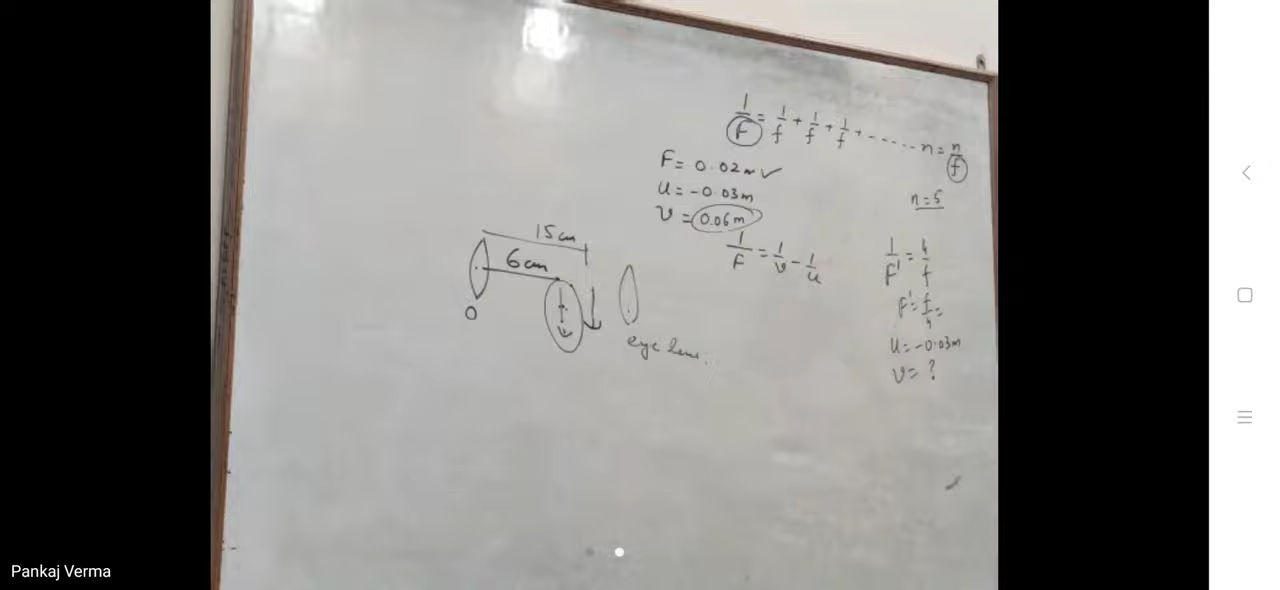 1/F = 1/f + 1/f + 1/f + ...... n = n/f
F = 0.02m ✓
u = -0.03m
v = 0.06m
n = 5
1/F = 1/v - 1/u
1/F' = 4/f
F' = f/4 =
u = -0.03m
v = ?
15cm
6cm
O
eye lens..
Pankaj Verma